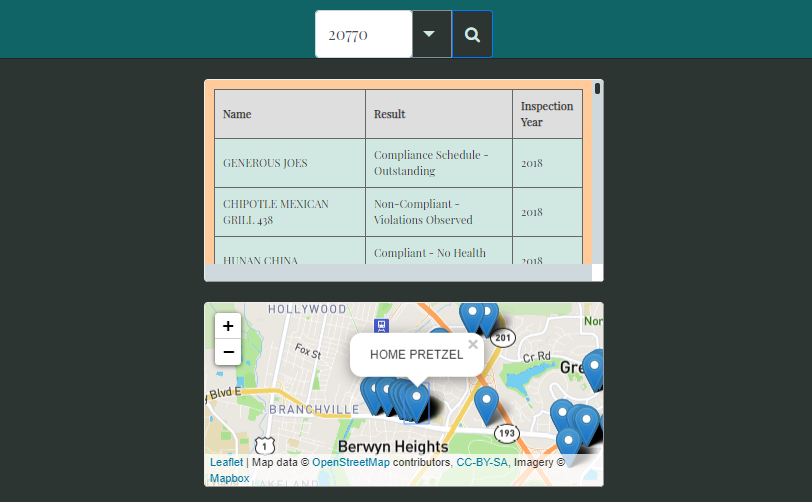 20770
Name
Result
Inspection
Year
GENEROUS JOES
Compliance Schedule -
Outstanding
2018
CHIPOTLE MEXICAN
GRILL 438
Non-Compliant -
Violations Observed
2018
HUNAN CHINA
Compliant - No Health
2018
HOLLYWOOD
+
−
Fox St
HOME PRETZEL
×
201
Nor
Cr Rd
Gre
y Blvd E
BRANCHVILLE
193
1
Berwyn Heights
LAKELAND
Leaflet | Map data © OpenStreetMap contributors, CC-BY-SA, Imagery ©
Mapbox